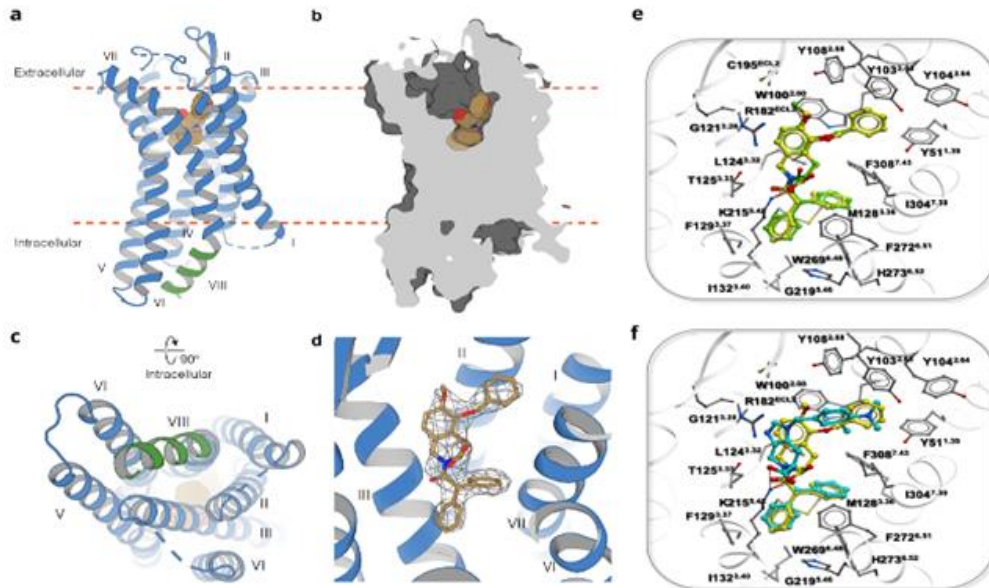 a
VII
II
III
Extracellular
Intracellular
IV
I
V
VIII
VI
b
c
90°
Intracellular
VI
VIII
I
V
II
III
VI
d
II
I
III
VII
VI
e
Y108
C195ECL2
Y103
Y104
W100
R182ECL2
G121
Y51
L124
F308
T125
I304
K215
M128
F129
F272
W269
H273
I132
G219
f
Y108
Y103
Y104
W100
R182
G121
Y51
L124
F308
T125
I304
K215
M128
F129
F272
W269
H273
I132
G219